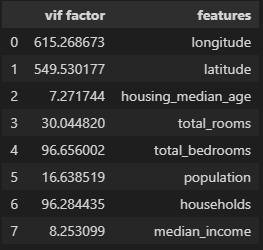 vif factor features
0 615.268673 longitude
1 549.530177 latitude
2 7.271744 housing_median_age
3 30.044820 total_rooms
4 96.656002 total_bedrooms
5 16.638519 population
6 96.284435 households
7 8.253099 median_income